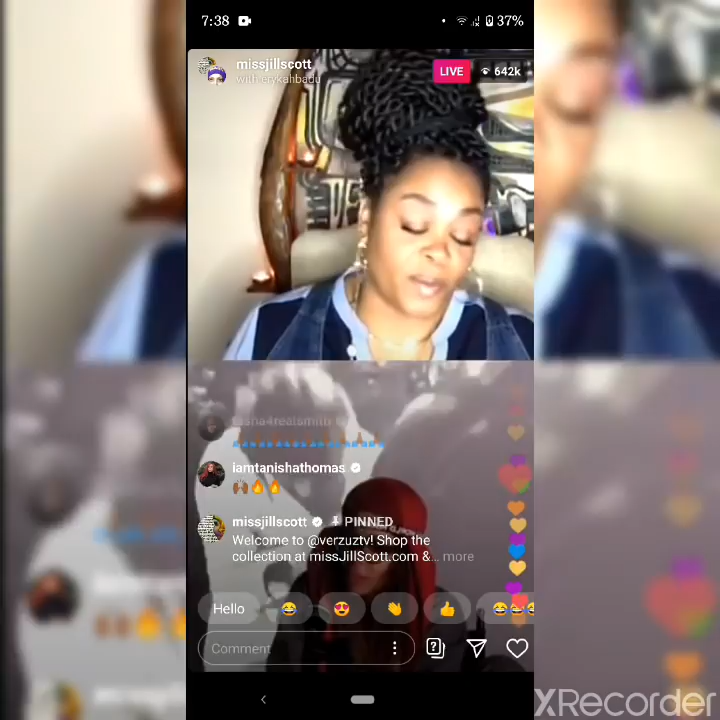 7:38
37%
missjillscott
with erykahbadu
LIVE
642k
iamtanishathomas
missjillscott PINNED
Welcome to @verzuztv! Shop the
collection at missJillScott.com &... more
Hello
Comment
XRecorder